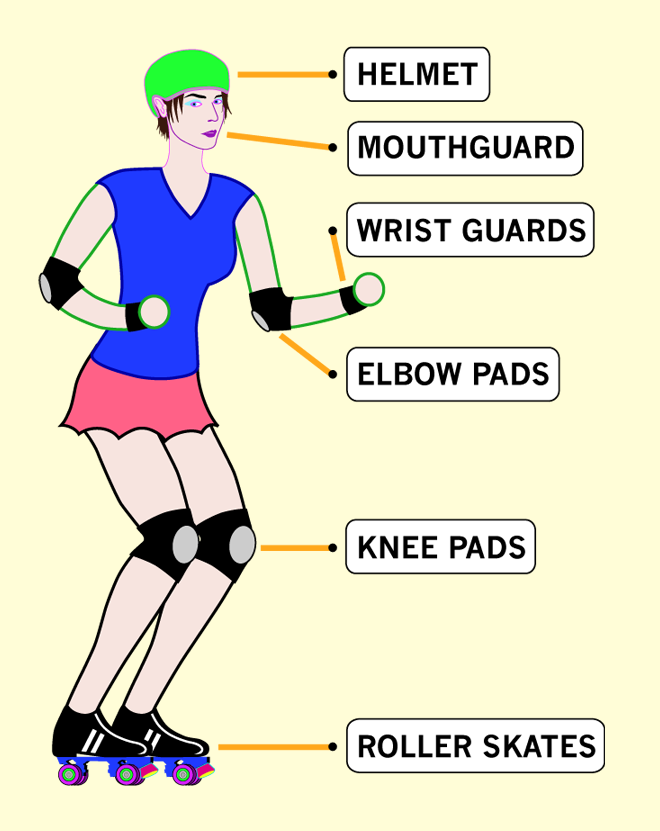 HELMET
MOUTHGUARD
WRIST GUARDS
ELBOW PADS
KNEE PADS
ROLLER SKATES